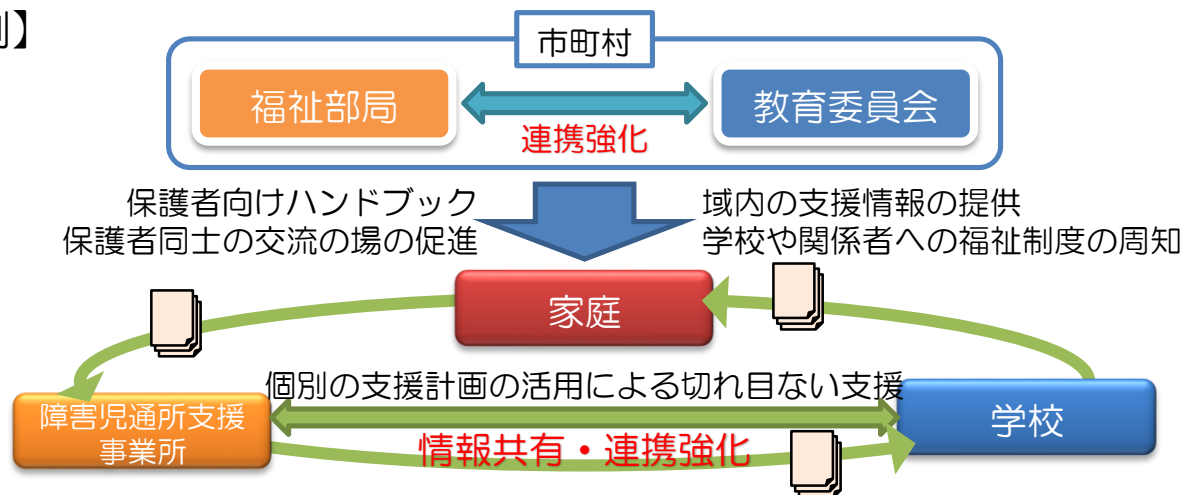 】
市町村
福祉部局
教育委員会
連携強化
保護者向けハンドブック
保護者同士の交流の場の促進
域内の支援情報の提供
学校や関係者への福祉制度の周知
家庭
個別の支援計画の活用による切れ目ない支援
障害児通所支援
事業所
学校
情報共有・連携強化